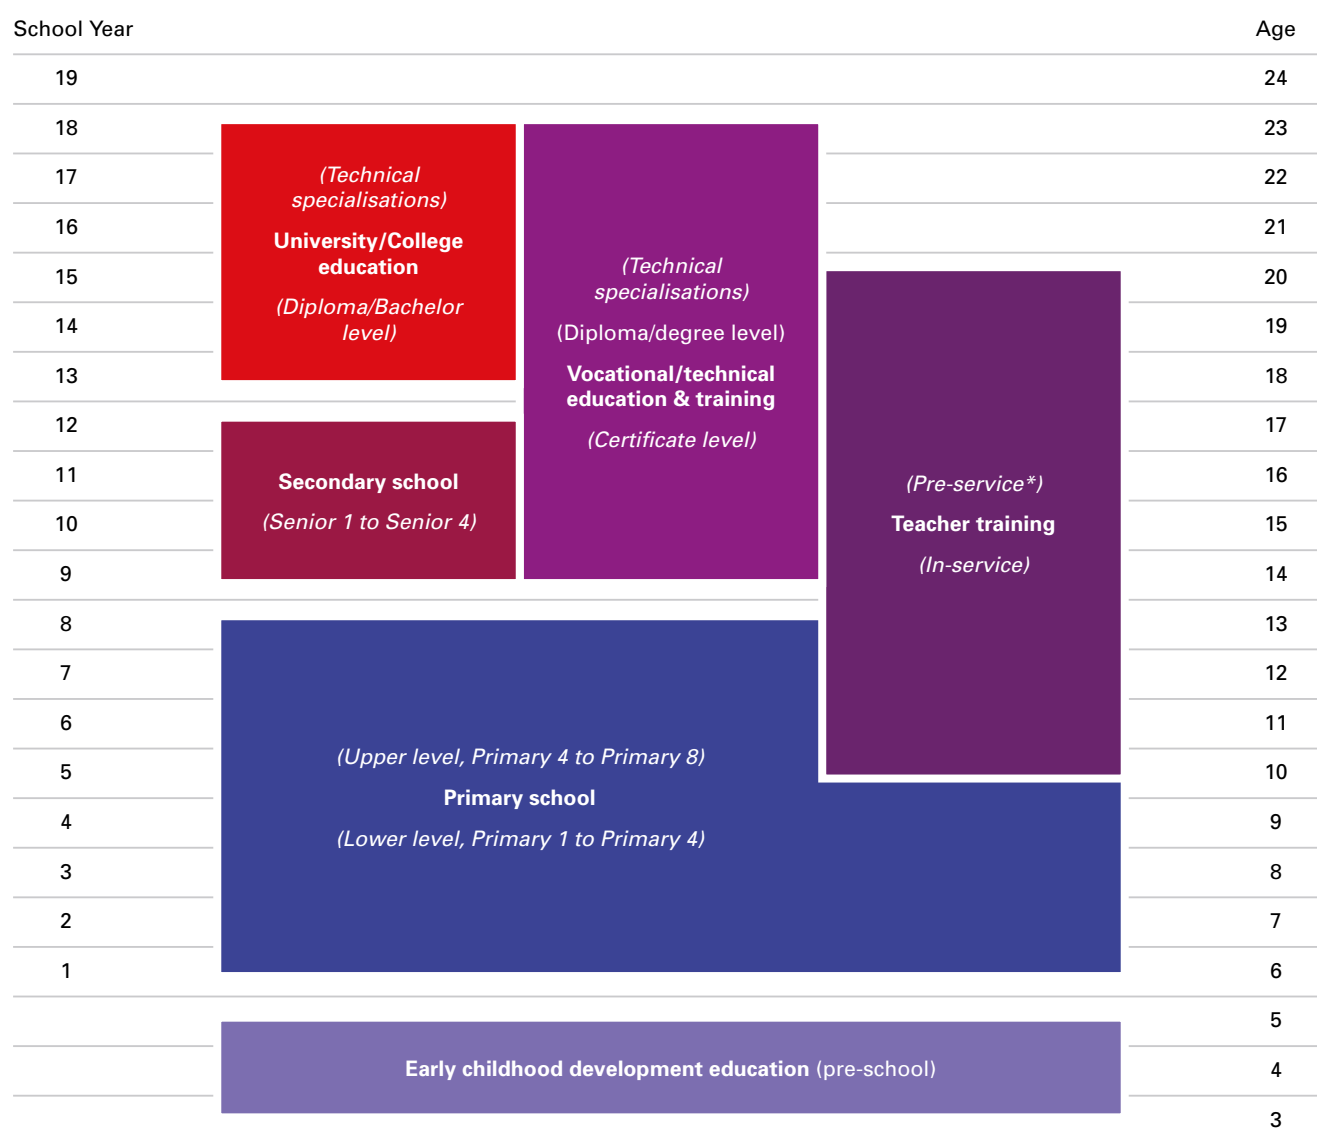 School Year Age
19 24
18 23
17 22
16 21
15 20
14 19
13 18
12 17
11 16
10 15
9 14
8 13
7 12
6 11
5 10
4 9
3 8
2 7
1 6
5
4
3
(Technical
specialisations)
University/College
education
(Diploma/Bachelor
level)
(Technical
specialisations)
(Diploma/degree level)
Vocational/technical
education & training
(Certificate level)
Secondary school
(Senior 1 to Senior 4)
(Pre-service*)
Teacher training
(In-service)
(Upper level, Primary 4 to Primary 8)
Primary school
(Lower level, Primary 1 to Primary 4)
Early childhood development education (pre-school)